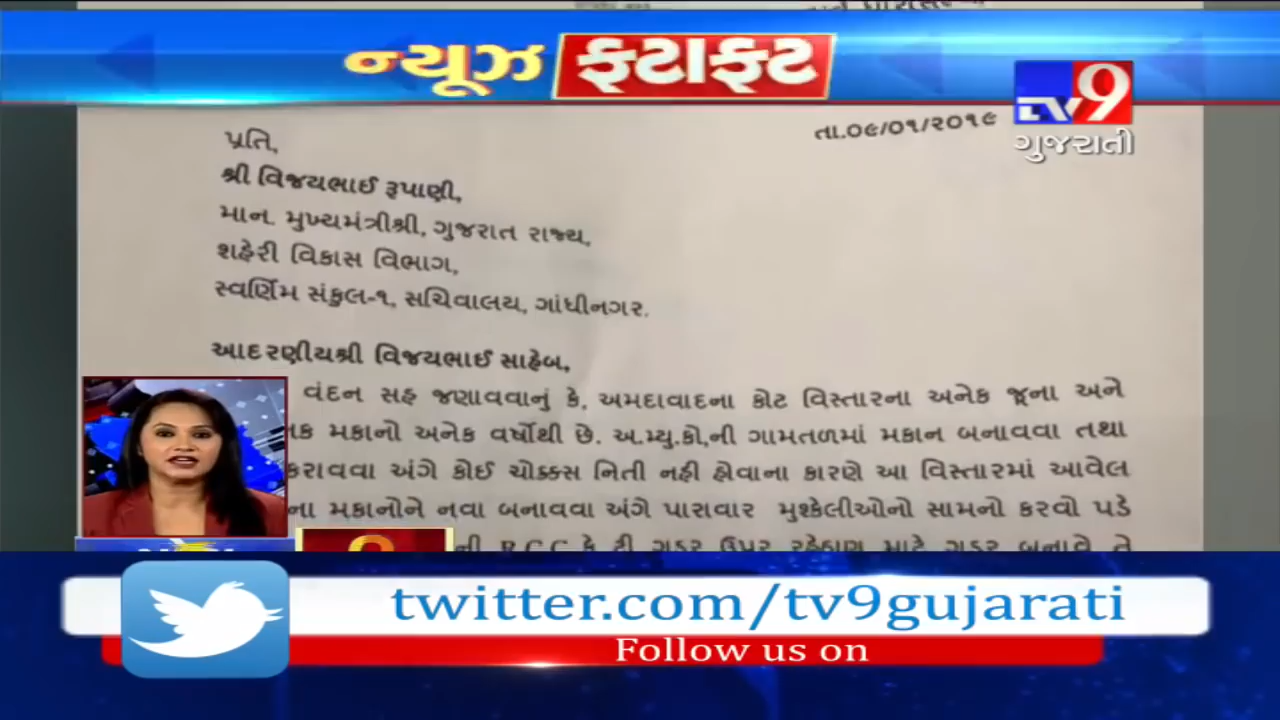 ન્યૂઝ ફટાફટ
TV9
ગુજરાતી
તા.૦૯/૦૧/૨૦૧૯
પ્રતિ,
શ્રી વિજયભાઈ રૂપાણી,
માન. મુખ્યમંત્રીશ્રી, ગુજરાત રાજ્ય,
શહેરી વિકાસ વિભાગ,
સ્વર્ણિમ સંકુલ-૧, સચિવાલય, ગાંધીનગર.
આદરણીયશ્રી વિજયભાઈ સાહેબ,
વંદન સહ જણાવવાનું કે, અમદાવાદના કોટ વિસ્તારના અનેક જૂના અને
મકાનો અનેક વર્ષોથી છે. અ.મ્યુ.કો.ની ગામતળમાં મકાન બનાવવા તથા
કરાવવા અંગે કોઈ ચોક્કસ નિતી નહી હોવાના કારણે આ વિસ્તારમાં આવેલ
ના મકાનોને નવા બનાવવા અંગે પારાવાર મુશ્કેલીઓનો સામનો કરવો પડે
twitter.com/tv9gujarati
Follow us on